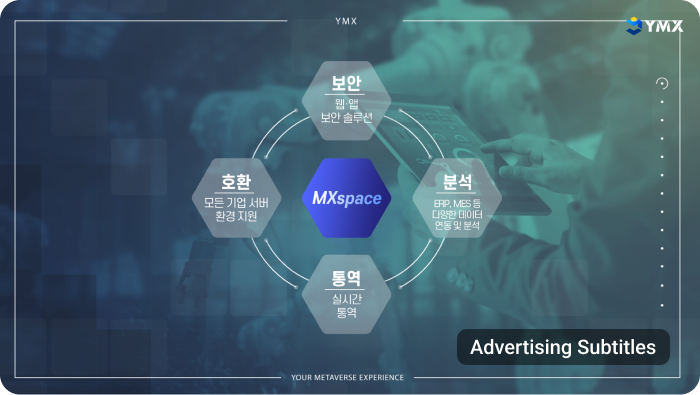 YMX
YMX
보안
웹·앱
보안 솔루션
호환
모든 기업 서버
환경 지원
MXspace
분석
ERP, MES 등
다양한 데이터
연동 및 분석
통역
실시간
통역
Advertising Subtitles
YOUR METAVERSE EXPERIENCE